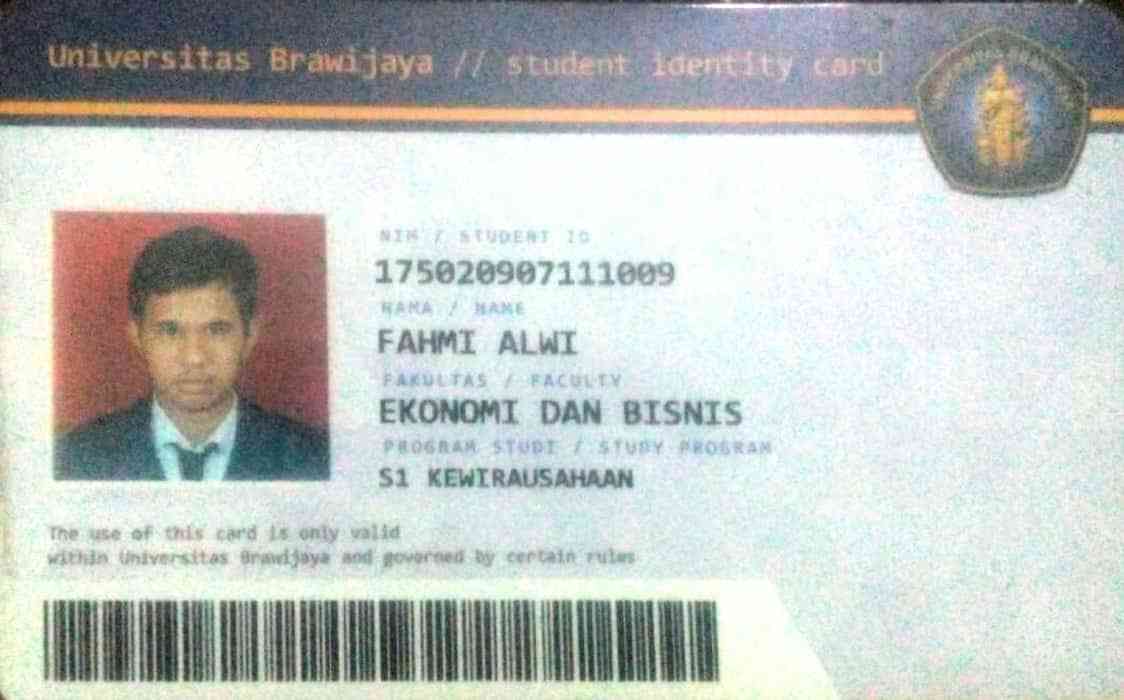 Universitas Brawijaya // student identity card
NIM / STUDENT ID
175020907111009
NAMA / NAME
FAHMI ALWI
FAKULTAS / FACULTY
EKONOMI DAN BISNIS
PROGRAM STUDI / STUDY PROGRAM
S1 KEWIRAUSAHAAN
The use of this card is only valid
within Universitas Brawijaya and governed by certain rules